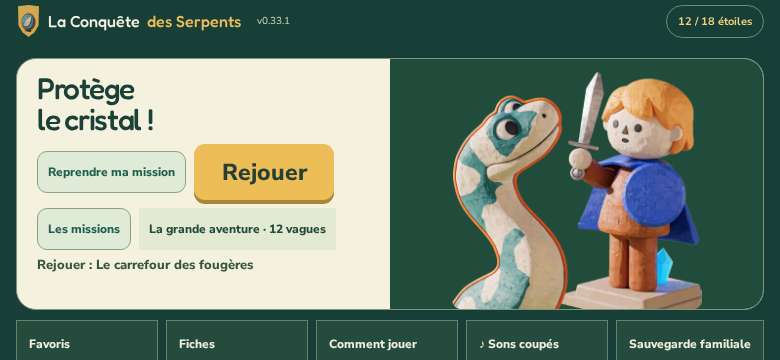 La Conquête des Serpents v0.33.1
12 / 18 étoiles
Protège
le cristal !
Reprendre ma mission
Rejouer
Les missions
La grande aventure · 12 vagues
Rejouer : Le carrefour des fougères
Favoris
Fiches
Comment jouer
♪ Sons coupés
Sauvegarde familiale